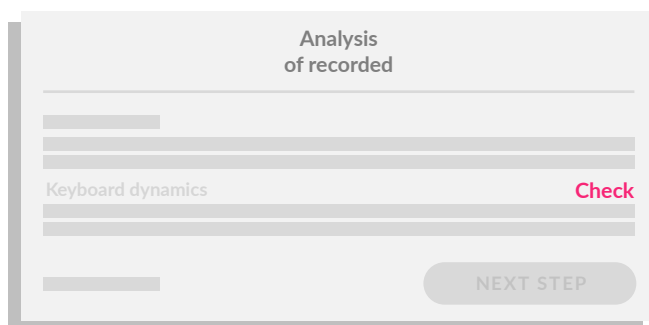 Analysis
of recorded
Keyboard dynamics Check
NEXT STEP